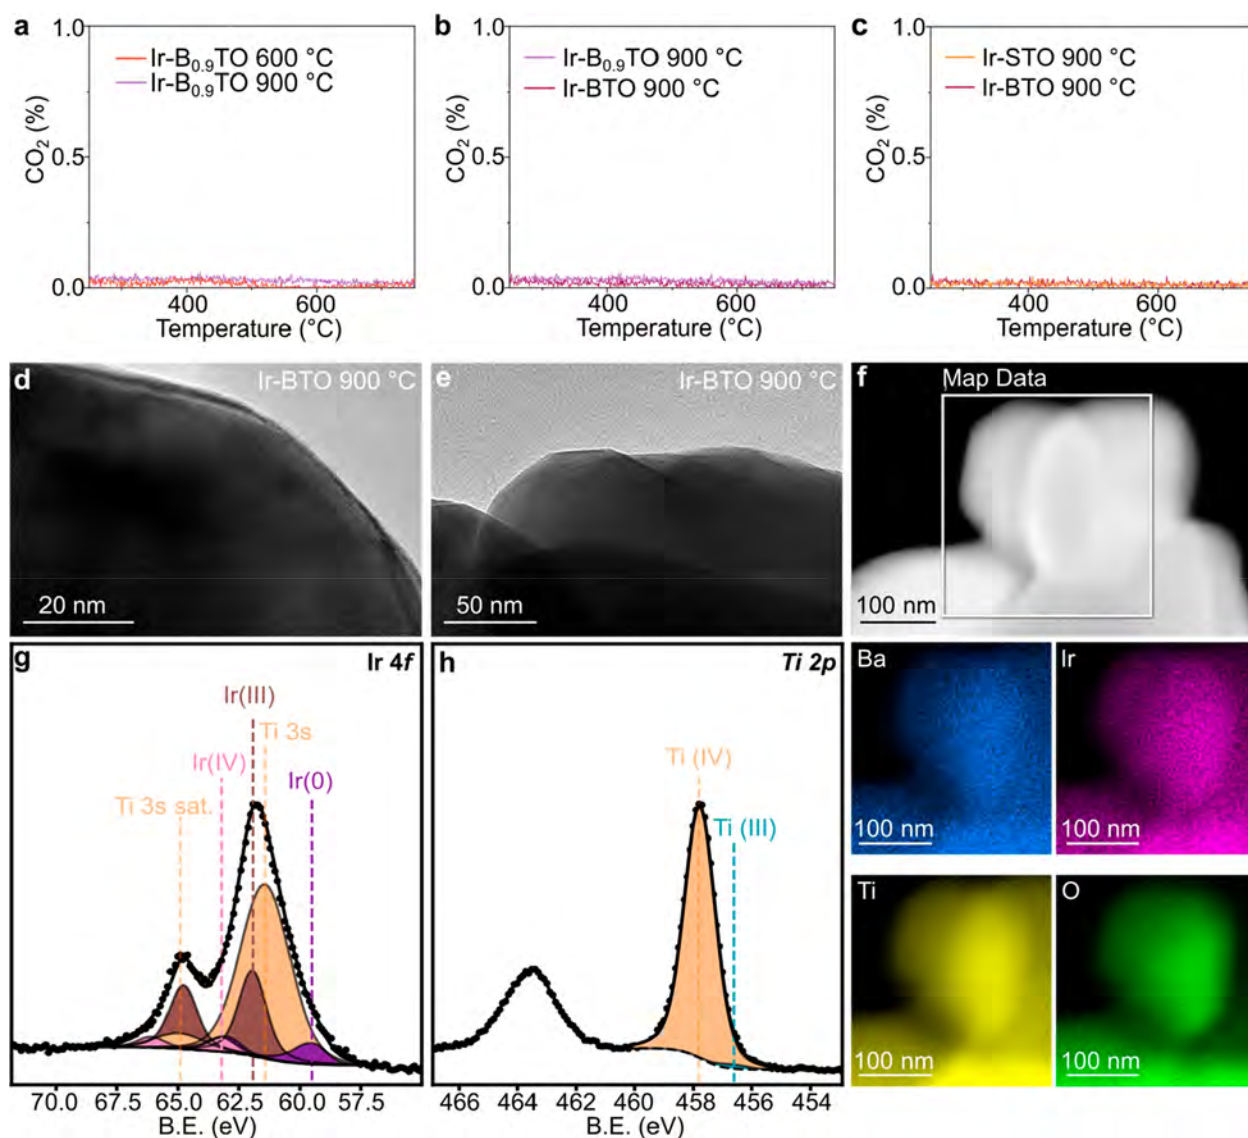 a
Ir-B0.9TO 600 °C
Ir-B0.9TO 900 °C
1.0
0.5
0.0
CO2 (%)
400
600
Temperature (°C)
b
Ir-B0.9TO 900 °C
Ir-BTO 900 °C
1.0
0.5
0.0
CO2 (%)
400
600
Temperature (°C)
c
Ir-STO 900 °C
Ir-BTO 900 °C
1.0
0.5
0.0
CO2 (%)
400
600
Temperature (°C)
d
Ir-BTO 900 °C
20 nm
e
Ir-BTO 900 °C
50 nm
f
Map Data
100 nm
g
Ir 4f
Ir(III)
Ti 3s
Ir(IV)
Ir(0)
Ti 3s sat.
70.0 67.5 65.0 62.5 60.0 57.5
B.E. (eV)
h
Ti 2p
Ti (IV)
Ti (III)
466 464 462 460 458 456 454
B.E. (eV)
Ba
100 nm
Ir
100 nm
Ti
100 nm
O
100 nm